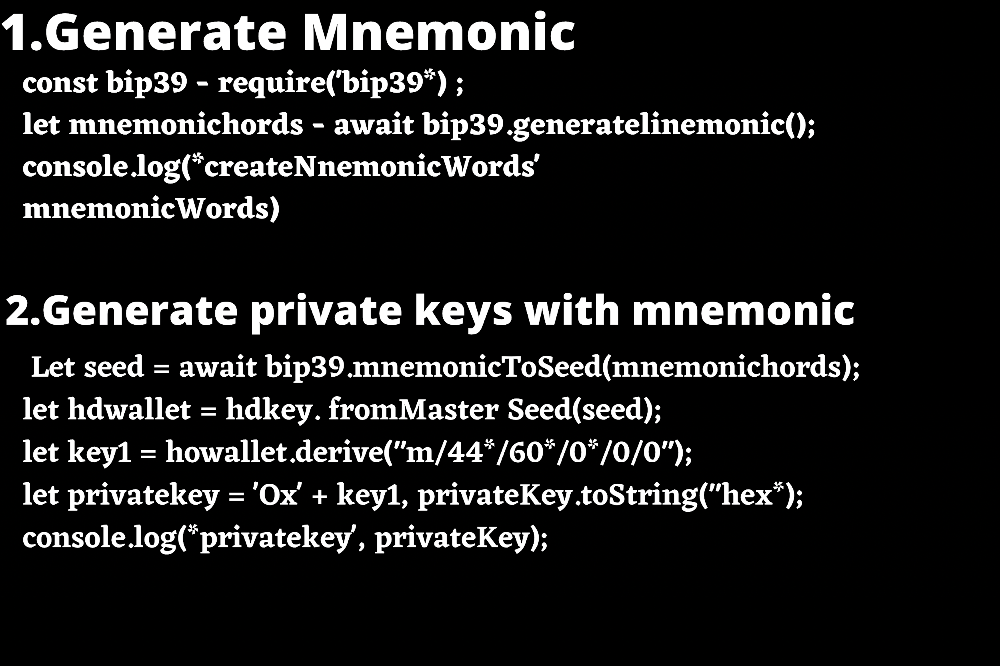 1.Generate Mnemonic
const bip39 - require('bip39*) ;
let mnemonichords - await bip39.generatelinemonic();
console.log(*createNnemonicWords'
mnemonicWords)
2.Generate private keys with mnemonic
Let seed = await bip39.mnemonicToSeed(mnemonichords);
let hdwallet = hdkey. fromMaster Seed(seed);
let key1 = howallet.derive("m/44*/60*/0*/0/0");
let privatekey = 'Ox' + key1, privateKey.toString("hex*);
console.log(*privatekey', privateKey);